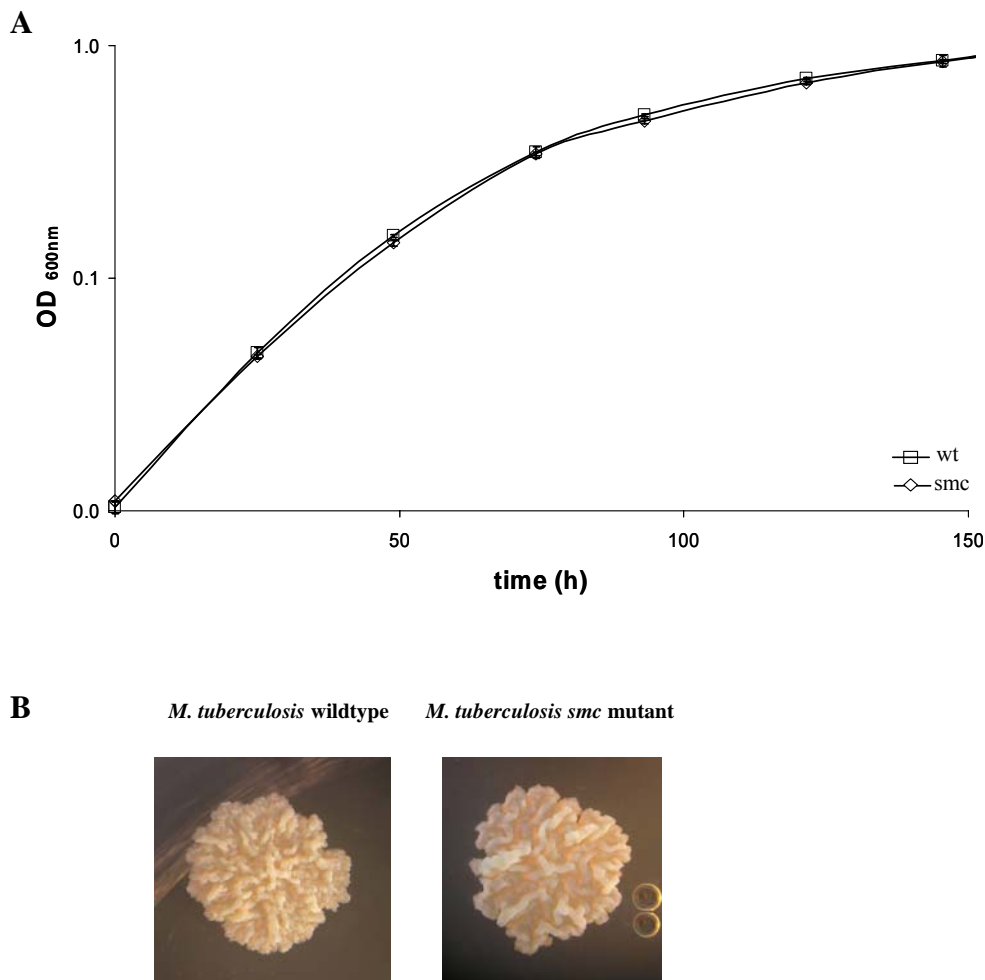 A
1.0
0.1
0.0
OD 600nm
0
50
100
150
time (h)
wt
smc
B
M. tuberculosis wildtype
M. tuberculosis smc mutant